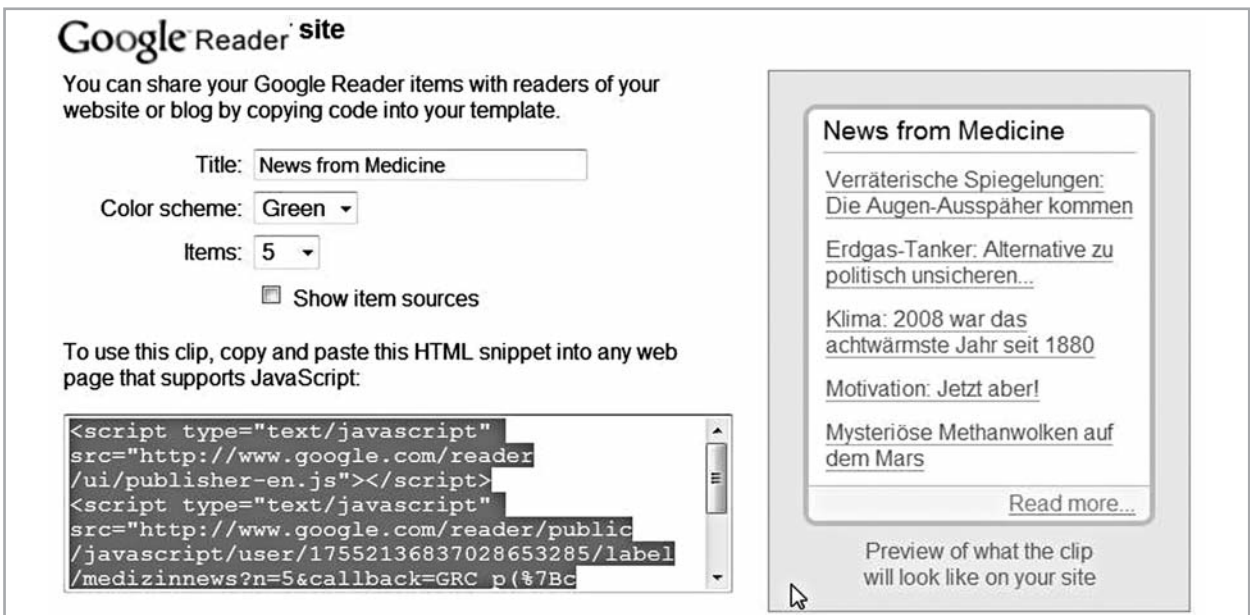 Google Reader site
You can share your Google Reader items with readers of your
website or blog by copying code into your template.
Title: News from Medicine
Color scheme: Green
Items: 5
Show item sources
To use this clip, copy and paste this HTML snippet into any web
page that supports JavaScript:
<script type="text/javascript"
src="http://www.google.com/reader
/ui/publisher-en.js"></script>
<script type="text/javascript"
src="http://www.google.com/reader/public
/javascript/user/17552136837028653285/label
/medizinnews?n=5&callback=GRC_p(%7Bc
News from Medicine
Verräterische Spiegelungen:
Die Augen-Ausspäher kommen
Erdgas-Tanker: Alternative zu
politisch unsicheren...
Klima: 2008 war das
achtwärmste Jahr seit 1880
Motivation: Jetzt aber!
Mysteriöse Methanwolken auf
dem Mars
Read more...
Preview of what the clip
will look like on your site